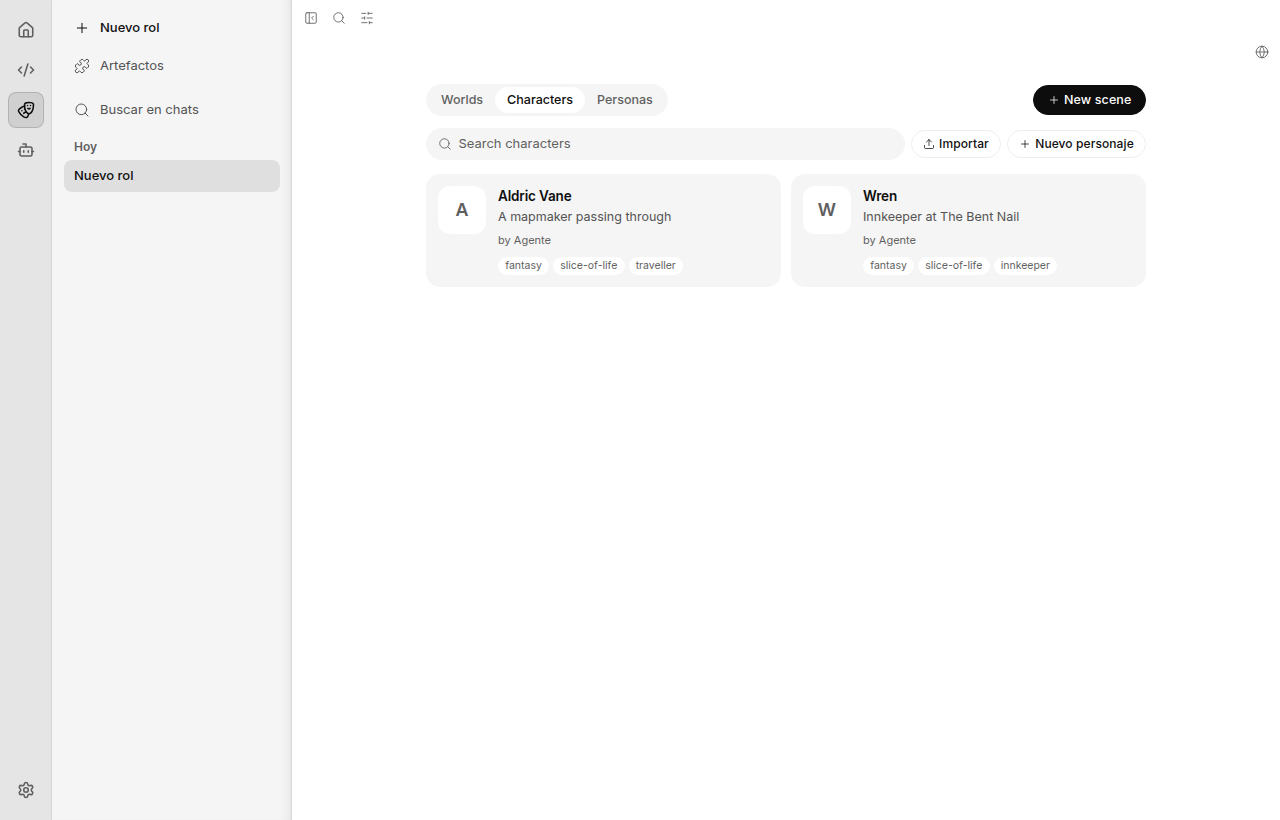 Nuevo rol
Artefactos
Buscar en chats
Hoy
Nuevo rol
Worlds Characters Personas
New scene
Search characters
Importar
Nuevo personaje
A
Aldric Vane
A mapmaker passing through
by Agente
fantasy slice-of-life traveller
W
Wren
Innkeeper at The Bent Nail
by Agente
fantasy slice-of-life innkeeper